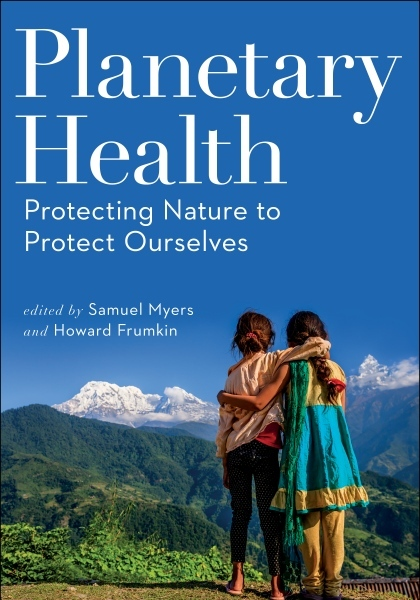 Planetary
Health
Protecting Nature to
Protect Ourselves
edited by Samuel Myers
and Howard Frumkin